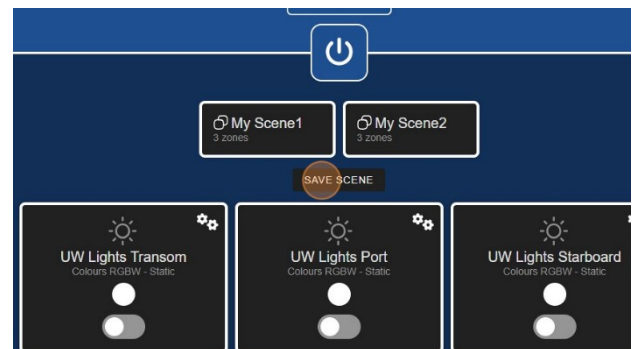 My Scene1
3 zones
My Scene2
3 zones
SAVE SCENE
UW Lights Transom
Colours RGBW - Static
UW Lights Port
Colours RGBW - Static
UW Lights Starboard
Colours RGBW - Static